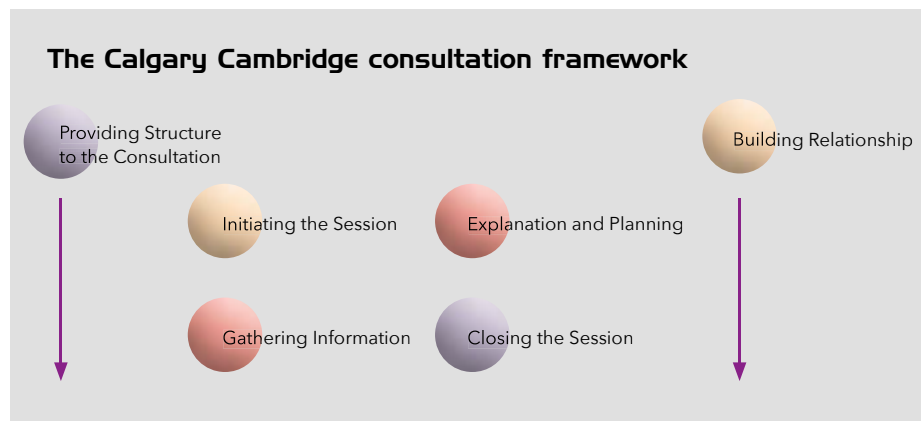 The Calgary Cambridge consultation framework
Providing Structure
to the Consultation
Building Relationship
Initiating the Session
Explanation and Planning
Gathering Information
Closing the Session